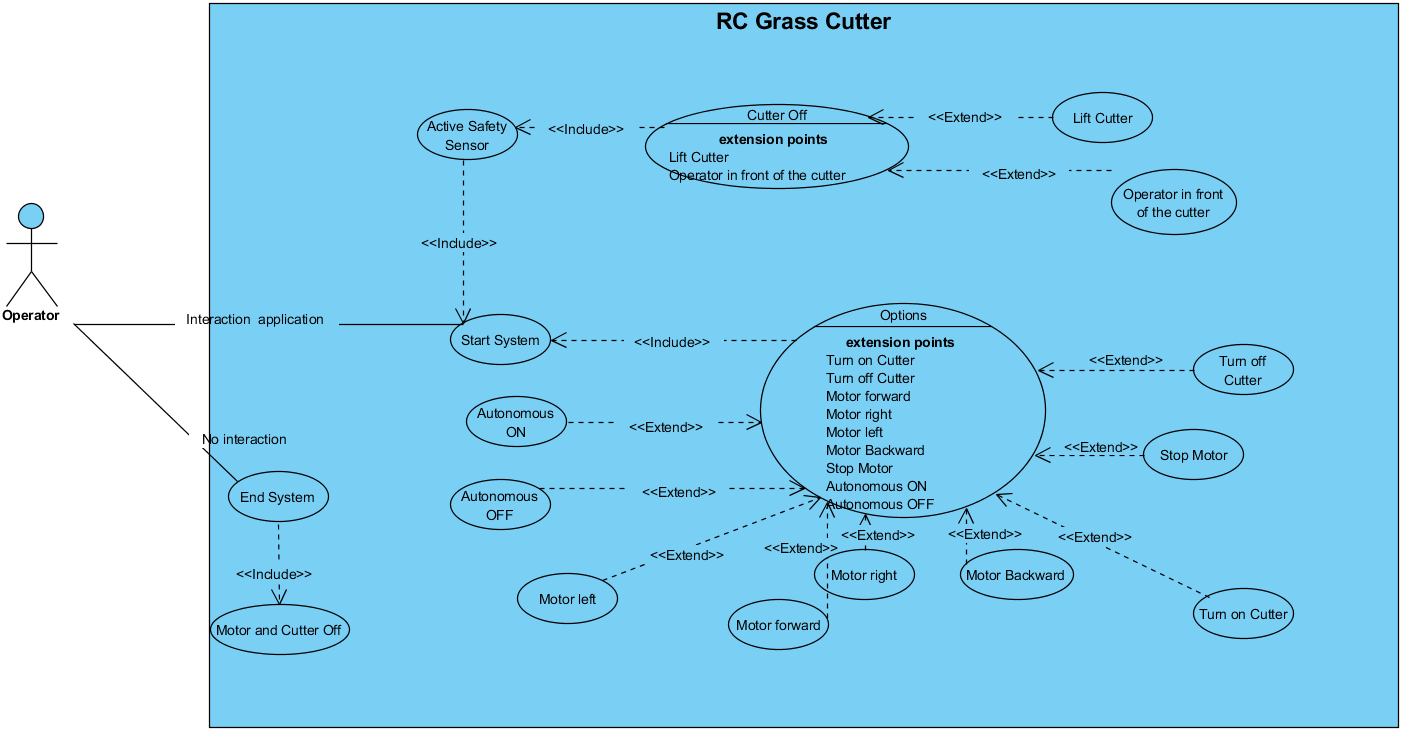 RC Grass Cutter
Active Safety
Sensor
<<Include>>
Cutter Off
extension points
Lift Cutter
Operator in front of the cutter
<<Extend>>
Lift Cutter
<<Extend>>
Operator in front
of the cutter
<<Include>>
Operator
Interaction application
Start System
<<Include>>
Options
extension points
Turn on Cutter
Turn off Cutter
Motor forward
Motor right
Motor left
Motor Backward
Stop Motor
Autonomous ON
Autonomous OFF
<<Extend>>
Turn off
Cutter
Autonomous
ON
<<Extend>>
No interaction
<<Extend>>
Stop Motor
End System
Autonomous
OFF
<<Extend>>
<<Extend>>
<<Extend>>
<<Extend>>
<<Extend>>
<<Extend>>
<<Include>>
Motor left
Motor right
Motor Backward
Motor and Cutter Off
Motor forward
Turn on Cutter